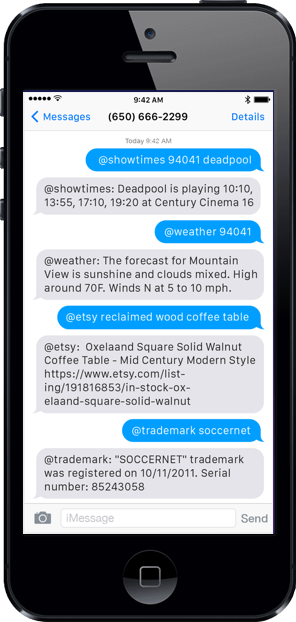 9:42 AM
Messages (650) 666-2299 Details
Today 9:42 AM
@showtimes 94041 deadpool
@showtimes: Deadpool is playing 10:10,
13:55, 17:10, 19:20 at Century Cinema 16
@weather 94041
@weather: The forecast for Mountain
View is sunshine and clouds mixed. High
around 70F. Winds N at 5 to 10 mph.
@etsy reclaimed wood coffee table
@etsy: Oxelaand Square Solid Walnut
Coffee Table - Mid Century Modern Style
https://www.etsy.com/list-
ing/191816853/in-stock-ox-
elaand-square-solid-walnut
@trademark soccernet
@trademark: "SOCCERNET" trademark
was registered on 10/11/2011. Serial
number: 85243058
iMessage Send